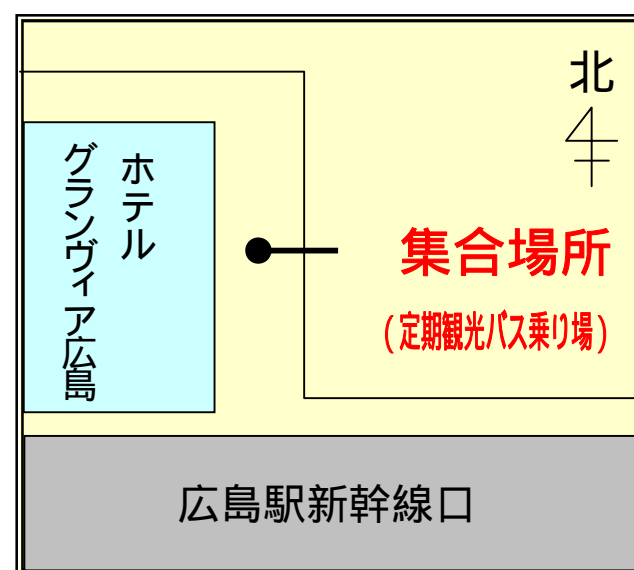 北
集合場所
(定期観光バス乗り場)
ホテル
グランヴィア広島
広島駅新幹線口